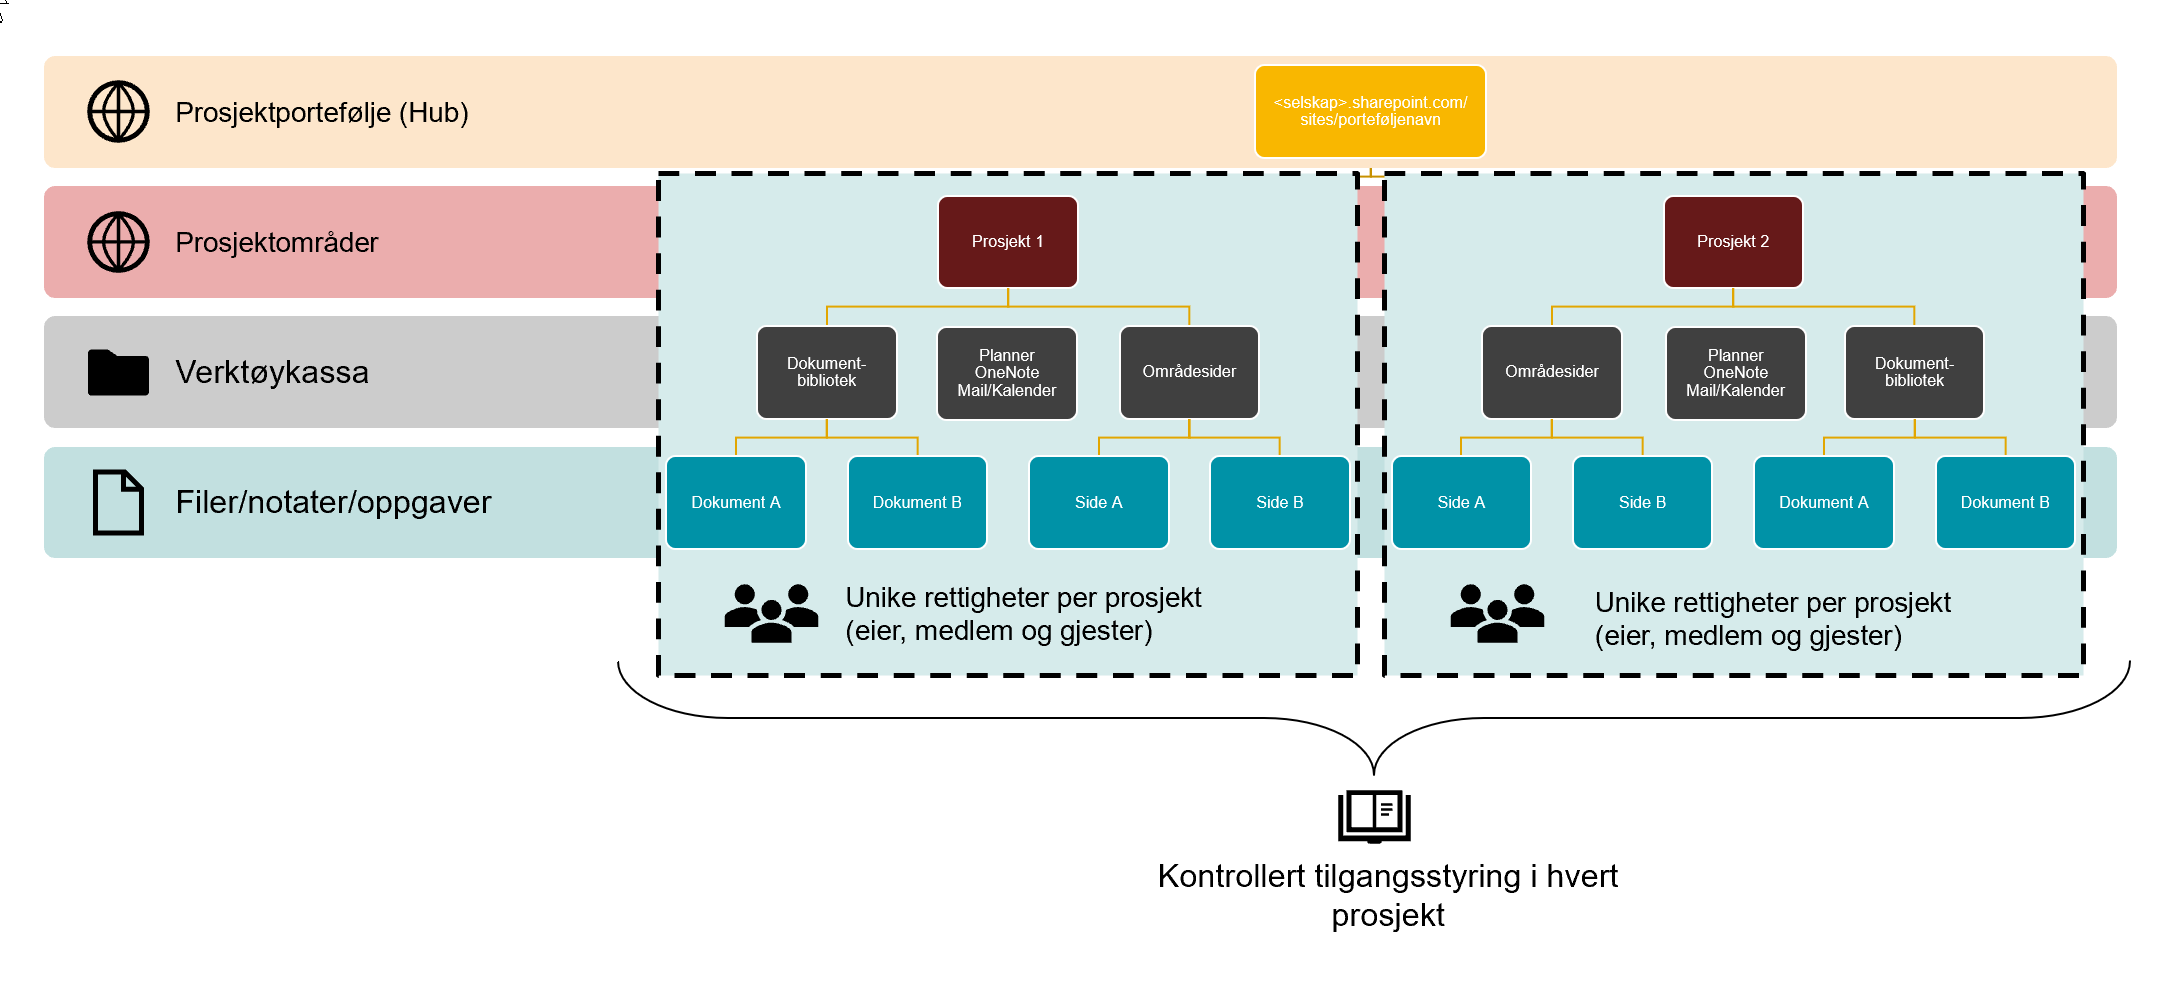 Prosjektportefølje (Hub)
<selskap>.sharepoint.com/
sites/porteføljenavn
Prosjektområder
Prosjekt 1
Prosjekt 2
Verktøykassa
Dokument-
bibliotek
Planner
OneNote
Mail/Kalender
Områdesider
Områdesider
Planner
OneNote
Mail/Kalender
Dokument-
bibliotek
Filer/notater/oppgaver
Dokument A
Dokument B
Side A
Side B
Side A
Side B
Dokument A
Dokument B
Unike rettigheter per prosjekt
(eier, medlem og gjester)
Unike rettigheter per prosjekt
(eier, medlem og gjester)
Kontrollert tilgangsstyring i hvert
prosjekt